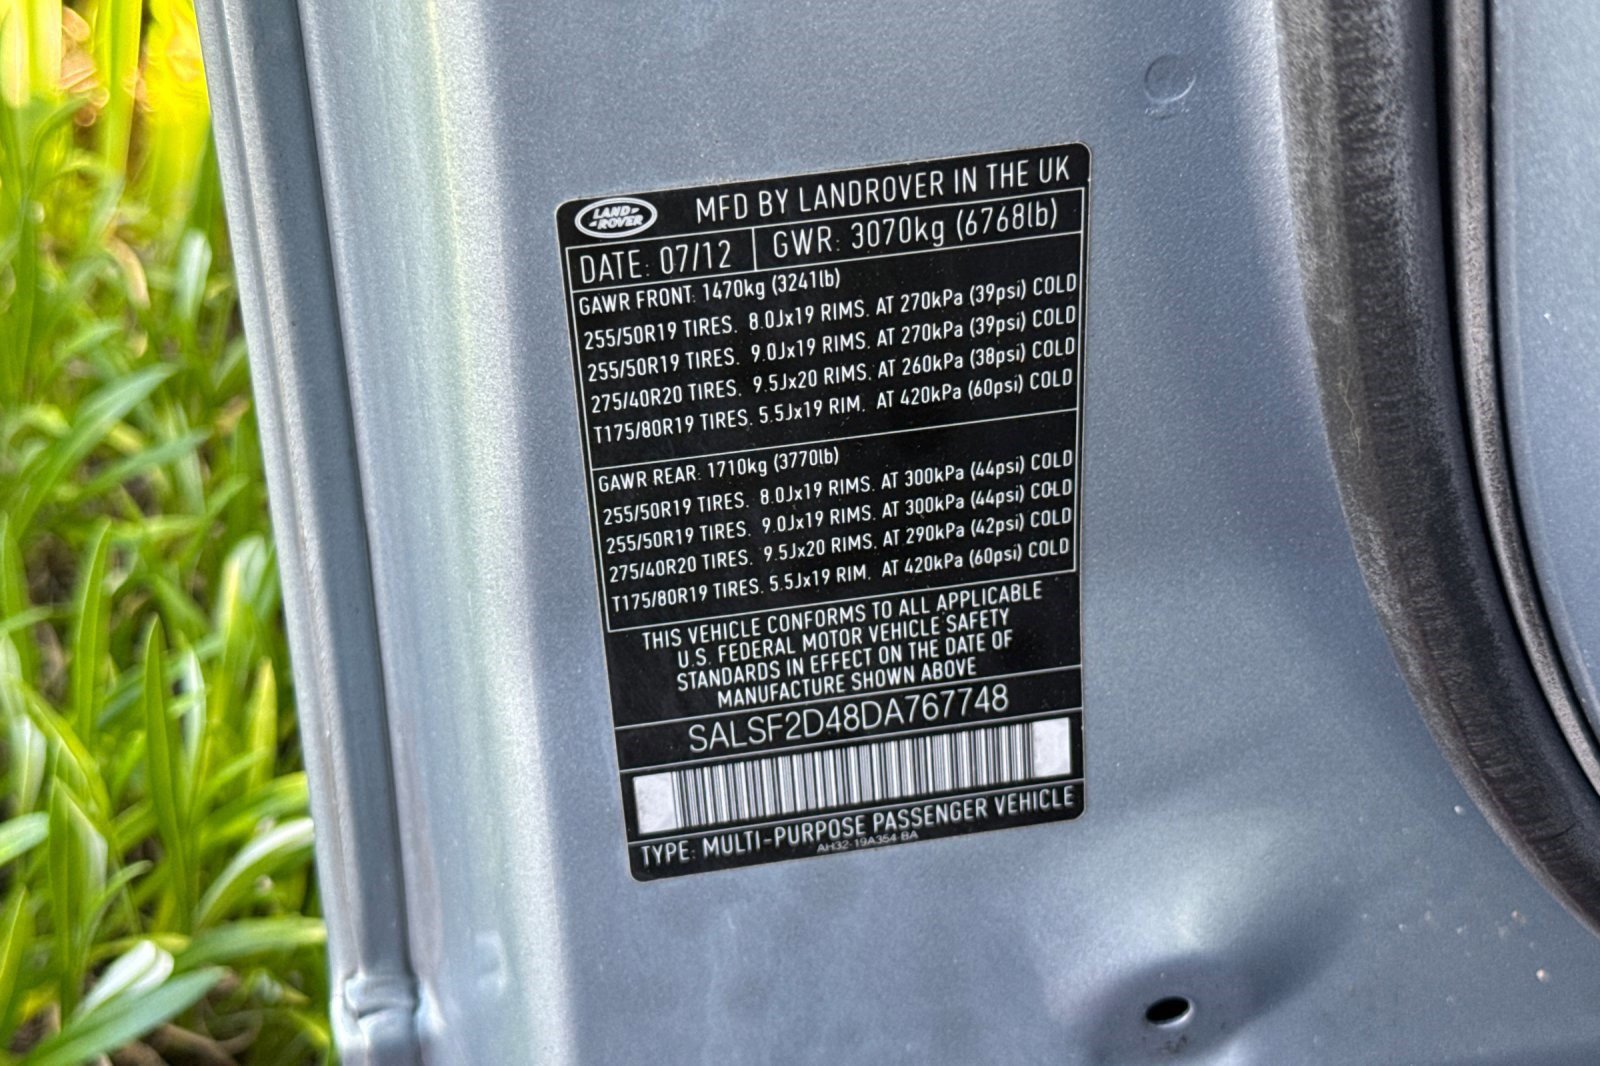 LAND-
-ROVER
MFD BY LANDROVER IN THE UK
DATE: 07/12 GWR: 3070kg (6768lb)
GAWR FRONT: 1470kg (3241lb)
255/50R19 TIRES. 8.0Jx19 RIMS. AT 270kPa (39psi) COLD
255/50R19 TIRES. 9.0Jx19 RIMS. AT 270kPa (39psi) COLD
275/40R20 TIRES. 9.5Jx20 RIMS. AT 260kPa (38psi) COLD
T175/80R19 TIRES. 5.5Jx19 RIM. AT 420kPa (60psi) COLD
GAWR REAR: 1710kg (3770lb)
255/50R19 TIRES. 8.0Jx19 RIMS. AT 300kPa (44psi) COLD
255/50R19 TIRES. 9.0Jx19 RIMS. AT 300kPa (44psi) COLD
275/40R20 TIRES. 9.5Jx20 RIMS. AT 290kPa (42psi) COLD
T175/80R19 TIRES. 5.5Jx19 RIM. AT 420kPa (60psi) COLD
THIS VEHICLE CONFORMS TO ALL APPLICABLE
U.S. FEDERAL MOTOR VEHICLE SAFETY
STANDARDS IN EFFECT ON THE DATE OF
MANUFACTURE SHOWN ABOVE
SALSF2D48DA767748
TYPE: MULTI-PURPOSE PASSENGER VEHICLE
AH32-19A354-BA